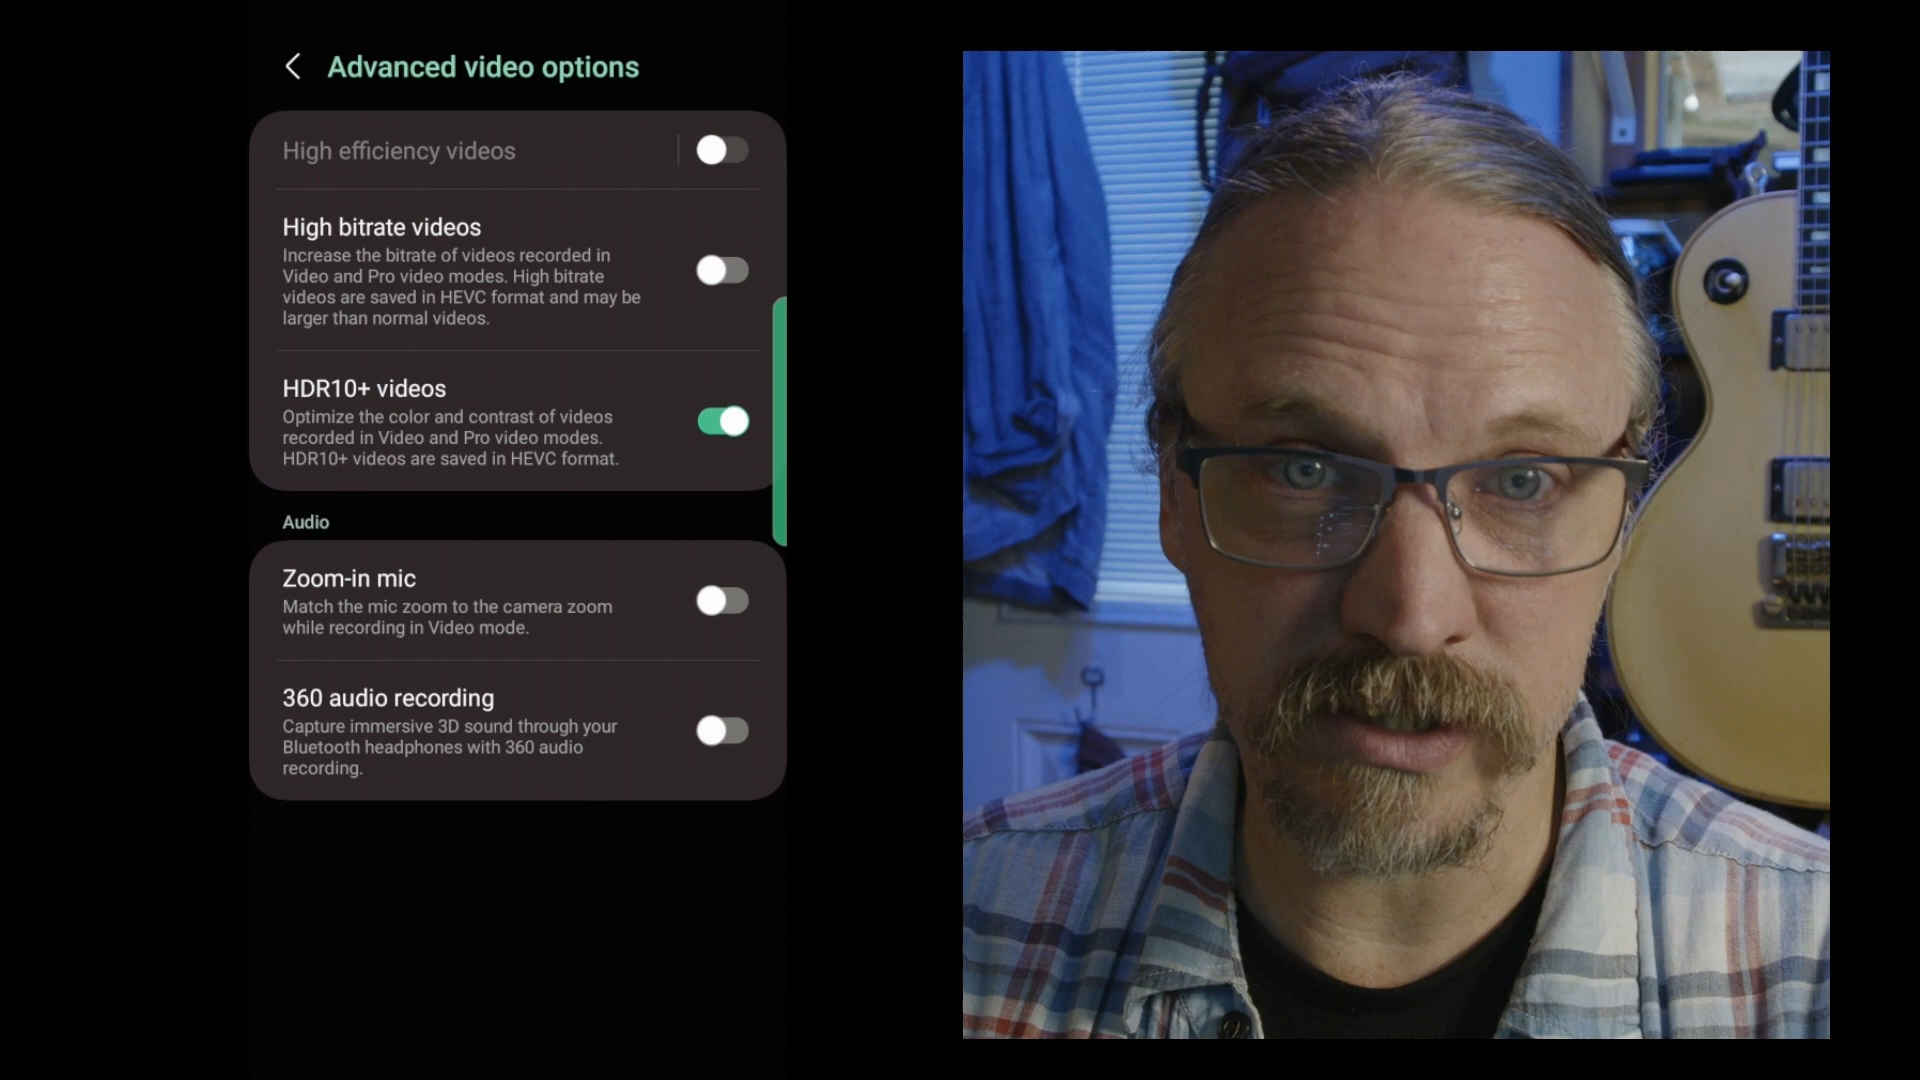 Advanced video options
High efficiency videos
High bitrate videos
Increase the bitrate of videos recorded in
Video and Pro video modes. High bitrate
videos are saved in HEVC format and may be
larger than normal videos.
HDR10+ videos
Optimize the color and contrast of videos
recorded in Video and Pro video modes.
HDR10+ videos are saved in HEVC format.
Audio
Zoom-in mic
Match the mic zoom to the camera zoom
while recording in Video mode.
360 audio recording
Capture immersive 3D sound through your
Bluetooth headphones with 360 audio
recording.